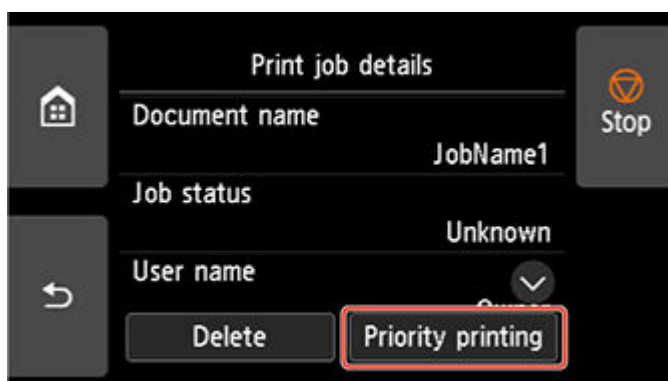 Print job details
Stop
Document name
JobName1
Job status
Unknown
User name
Delete
Priority printing